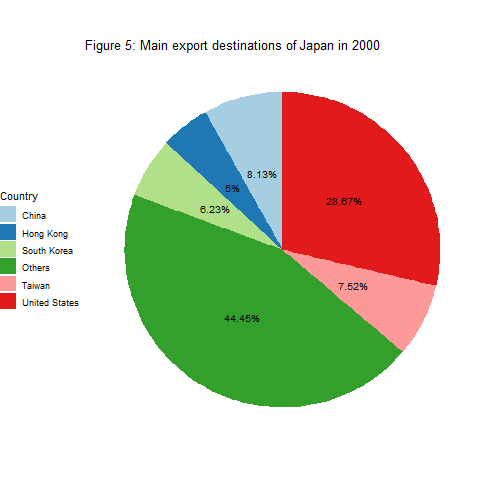 Figure 5: Main export destinations of Japan in 2000
8.13%
28.67%
5%
6.23%
7.52%
44.45%
Country
China
Hong Kong
South Korea
Others
Taiwan
United States